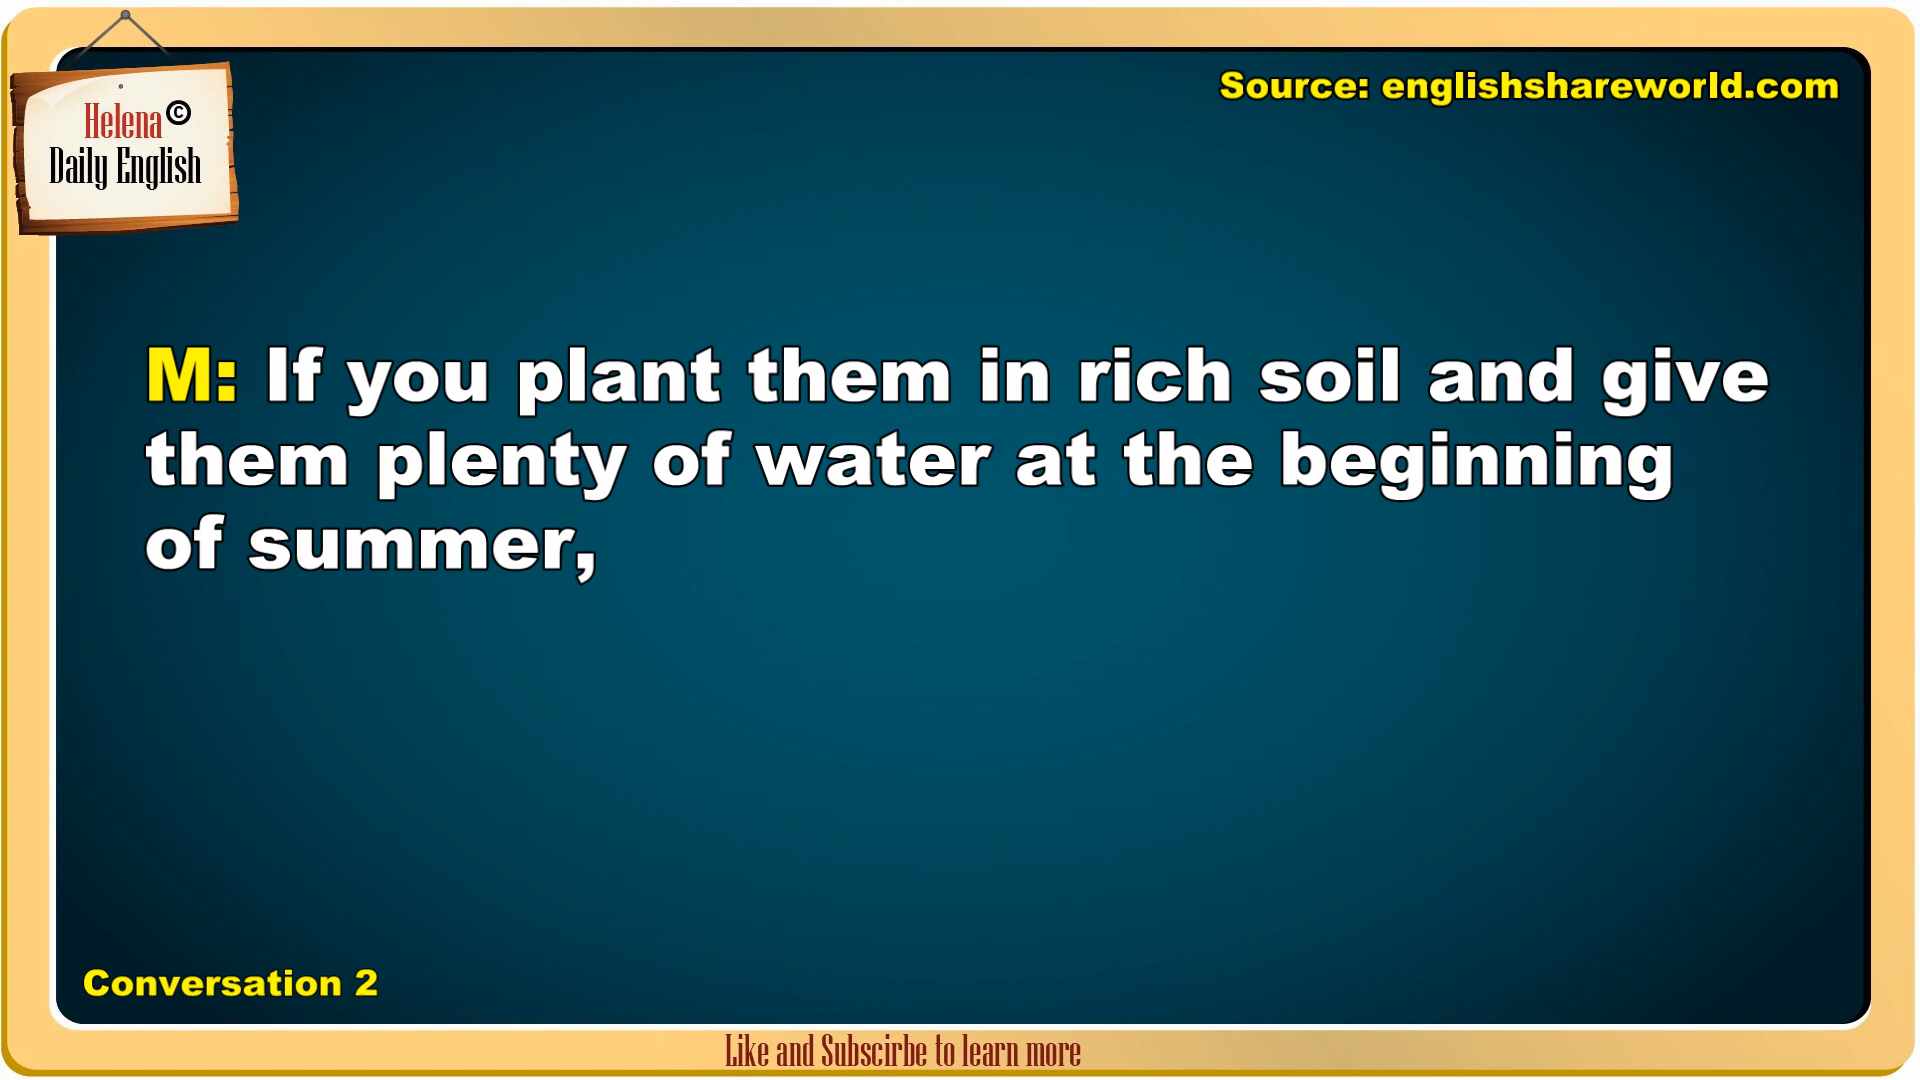 Source: englishshareworld.com
Helena©
Daily English
M: If you plant them in rich soil and give
them plenty of water at the beginning
of summer,
Conversation 2
Like and Subscirbe to learn more